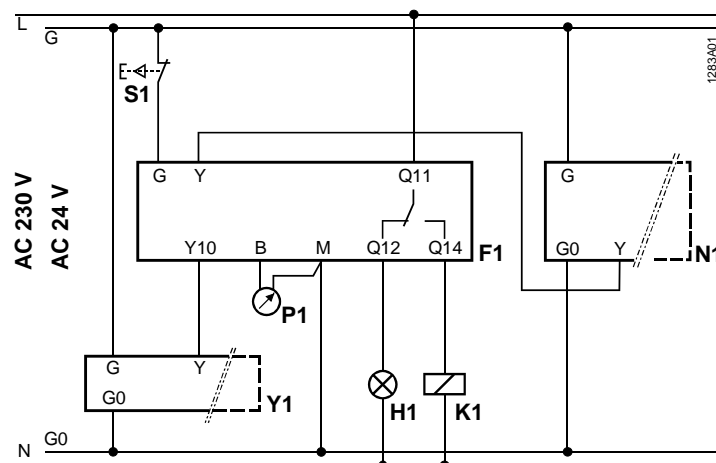 L
G
1283A01
S1
G Y Q11 G
AC 230 V
AC 24 V
Y10 B M Q12 Q14 F1 G0 Y N1
P1
G Y
G0 Y1 H1 K1
N G0